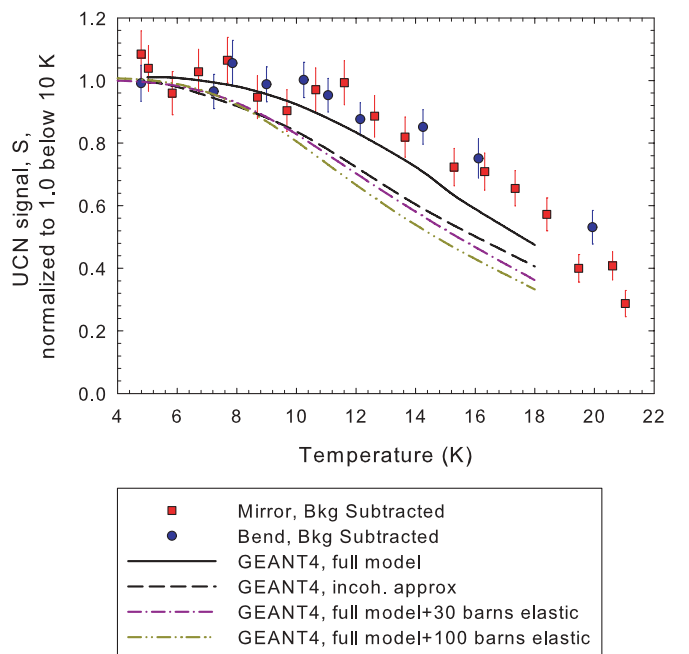 UCN signal, S,
normalized to 1.0 below 10 K
1.2
1.0
0.8
0.6
0.4
0.2
0.0
4 6 8 10 12 14 16 18 20 22
Temperature (K)
Mirror, Bkg Subtracted
Bend, Bkg Subtracted
GEANT4, full model
GEANT4, incoh. approx
GEANT4, full model+30 barns elastic
GEANT4, full model+100 barns elastic